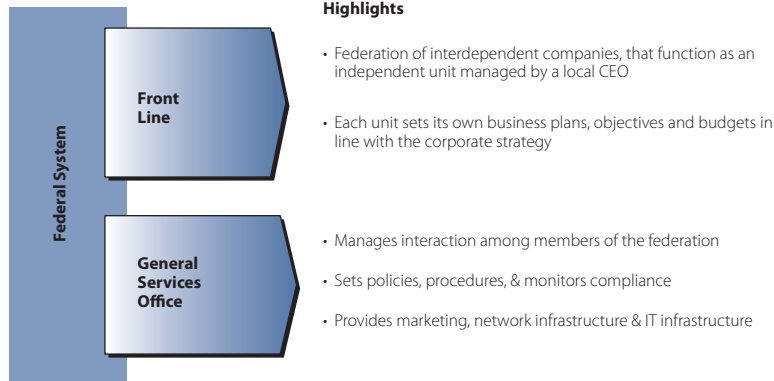 Highlights
Federal System
Front
Line
• Federation of interdependent companies, that function as an
independent unit managed by a local CEO
• Each unit sets its own business plans, objectives and budgets in
line with the corporate strategy
General
Services
Office
• Manages interaction among members of the federation
• Sets policies, procedures, & monitors compliance
• Provides marketing, network infrastructure & IT infrastructure